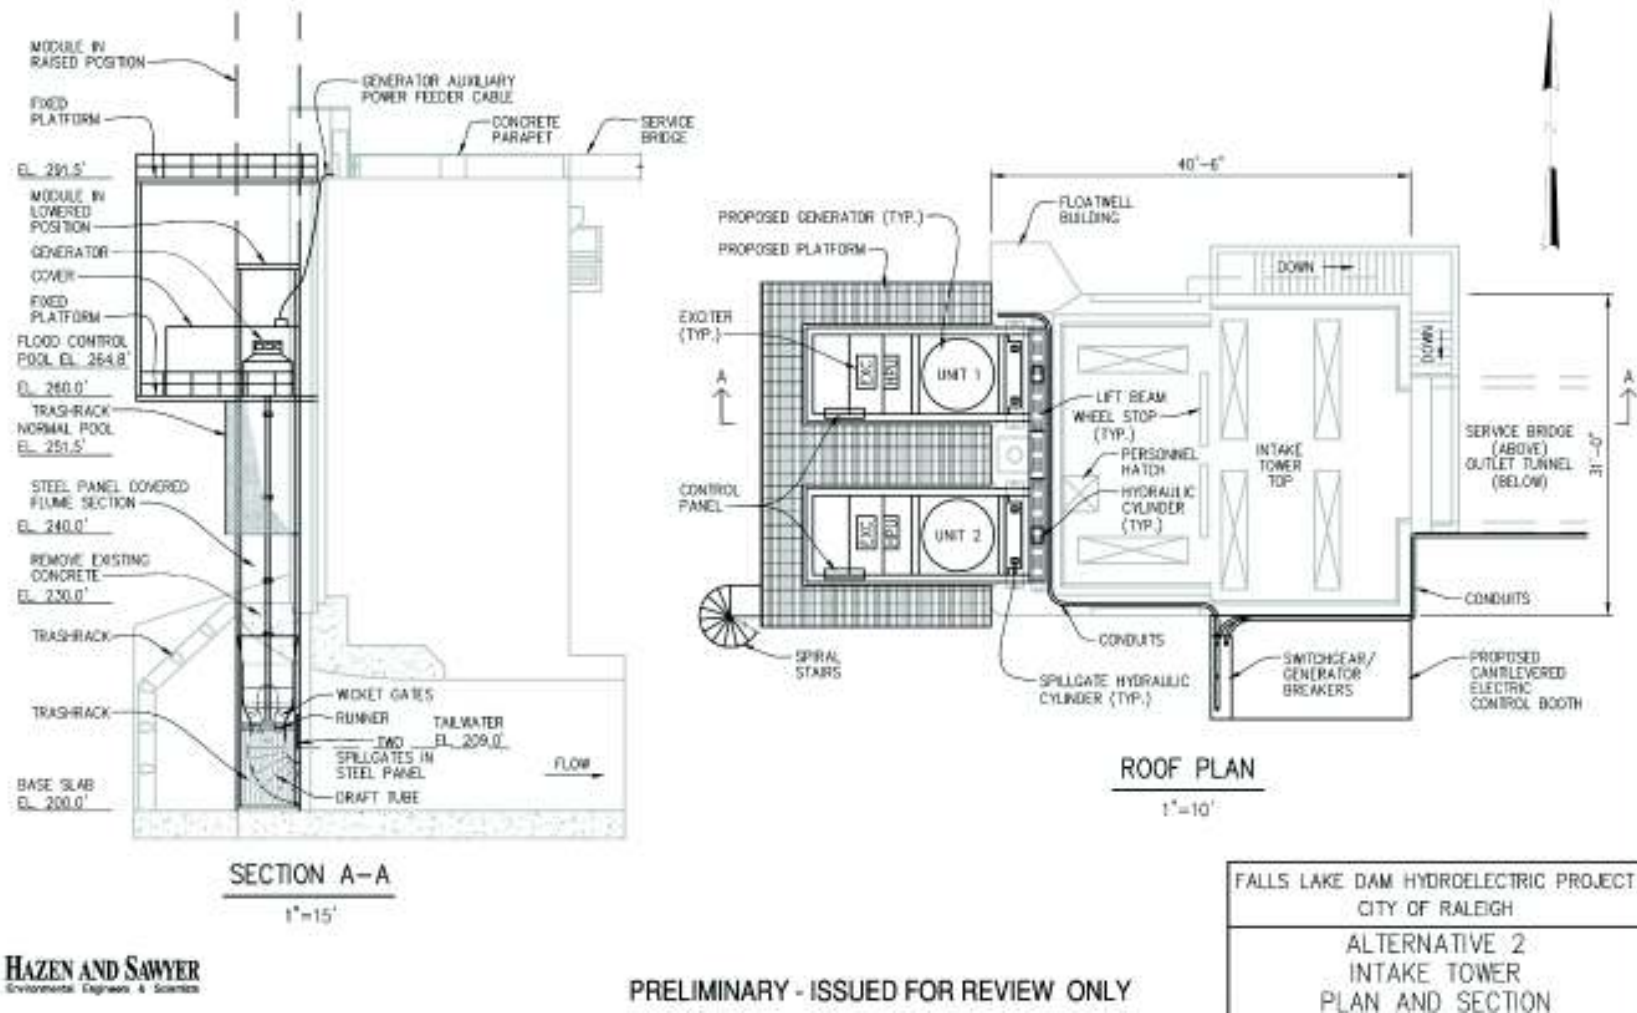 MODULE IN
RAISED POSITION
FIXED
PLATFORM
EL. 291.5'
MODULE IN
LOWERED
POSITION
GENERATOR
COVER
FIXED
PLATFORM
FLOOD CONTROL
POOL EL. 264.8'
EL. 260.0'
TRASHRACK
NORMAL POOL
EL. 251.5'
STEEL PANEL COVERED
FLUME SECTION
EL. 240.0'
REMOVE EXISTING
CONCRETE
EL. 230.0'
TRASHRACK
TRASHRACK
BASE SLAB
EL. 200.0'
GENERATOR AUXILIARY
POWER FEEDER CABLE
CONCRETE
PARAPET
SERVICE
BRIDGE
WICKET GATES
RUNNER
TWO
SPILLGATES IN
STEEL PANEL
DRAFT TUBE
TAILWATER
EL. 209.0'
FLOW
SECTION A-A
1"=15'
40'-6"
FLOATWELL
BUILDING
PROPOSED GENERATOR (TYP.)
PROPOSED PLATFORM
EXCITER
(TYP.)
A
EXC
HPU
UNIT 1
CONTROL
PANEL
EXC
HPU
UNIT 2
SPIRAL
STAIRS
DOWN
DOWN
LIFT BEAM
WHEEL STOP
(TYP.)
PERSONNEL
HATCH
HYDRAULIC
CYLINDER
(TYP.)
INTAKE
TOWER
TOP
A
SERVICE BRIDGE
(ABOVE)
OUTLET TUNNEL
(BELOW)
31'-0"
CONDUITS
CONDUITS
SPILLGATE HYDRAULIC
CYLINDER (TYP.)
SWITCHGEAR/
GENERATOR
BREAKERS
PROPOSED
CANTILEVERED
ELECTRIC
CONTROL BOOTH
ROOF PLAN
1"=10'
FALLS LAKE DAM HYDROELECTRIC PROJECT
CITY OF RALEIGH
ALTERNATIVE 2
INTAKE TOWER
PLAN AND SECTION
HAZEN AND SAWYER
Environmental Engineers & Scientists
PRELIMINARY - ISSUED FOR REVIEW ONLY